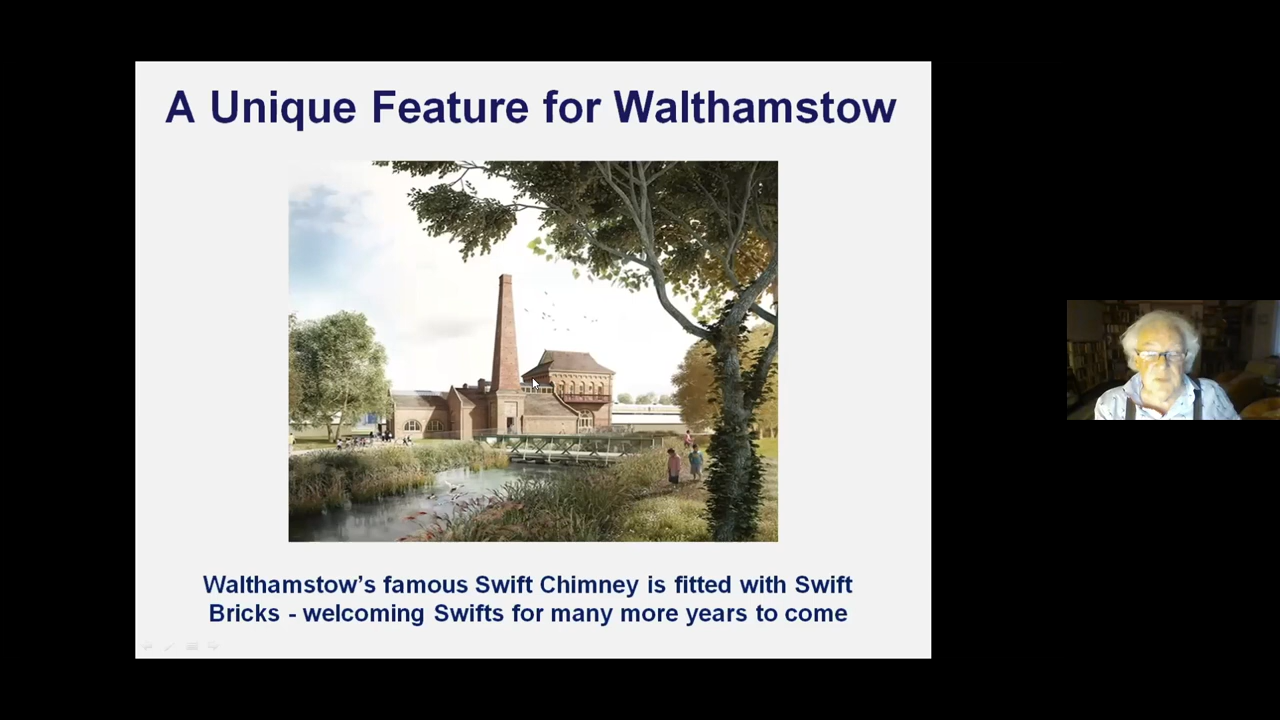 A Unique Feature for Walthamstow
Walthamstow’s famous Swift Chimney is fitted with Swift
Bricks - welcoming Swifts for many more years to come